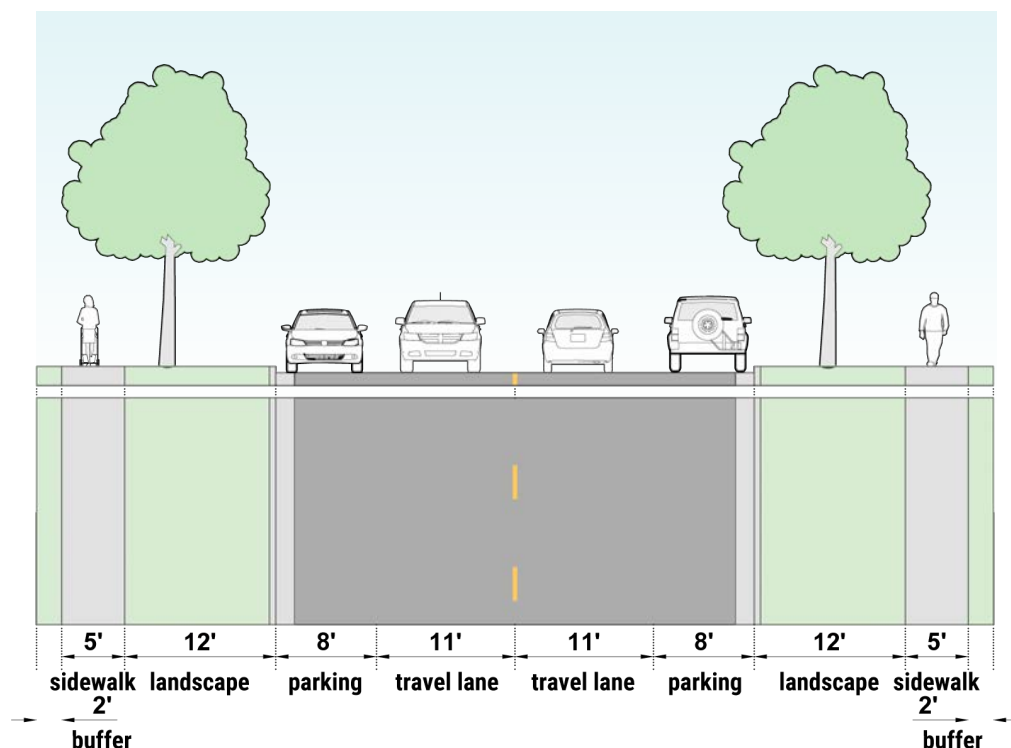 5' 12' 8' 11' 11' 8' 12' 5'
sidewalk landscape parking travel lane travel lane parking landscape sidewalk
2' 2'
buffer buffer